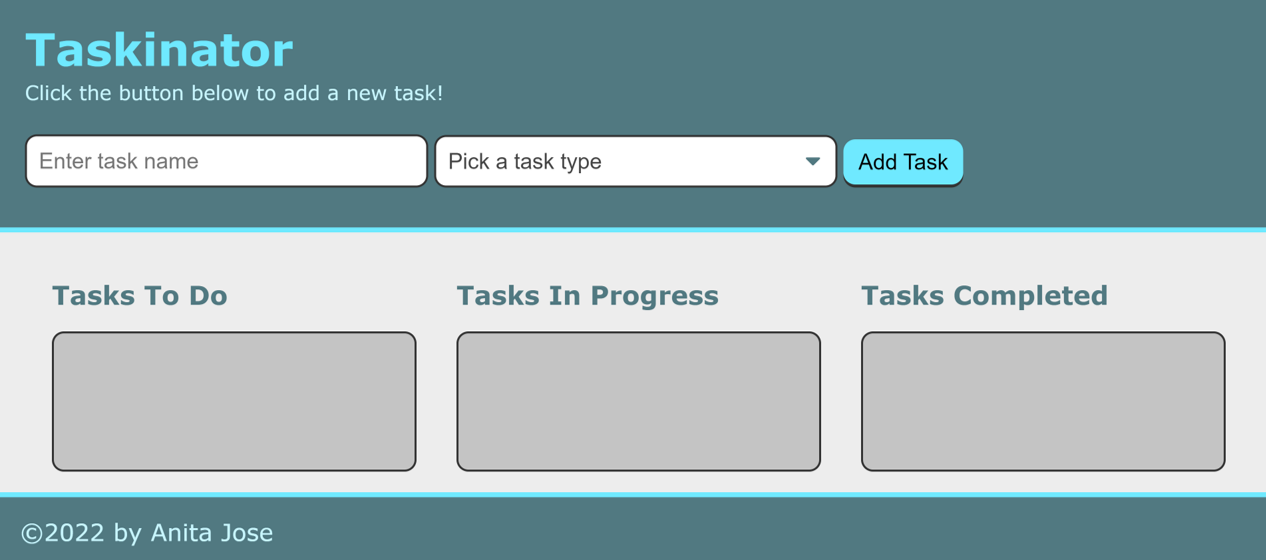 Taskinator
Click the button below to add a new task!
Enter task name
Pick a task type
Add Task
Tasks To Do
Tasks In Progress
Tasks Completed
©2022 by Anita Jose